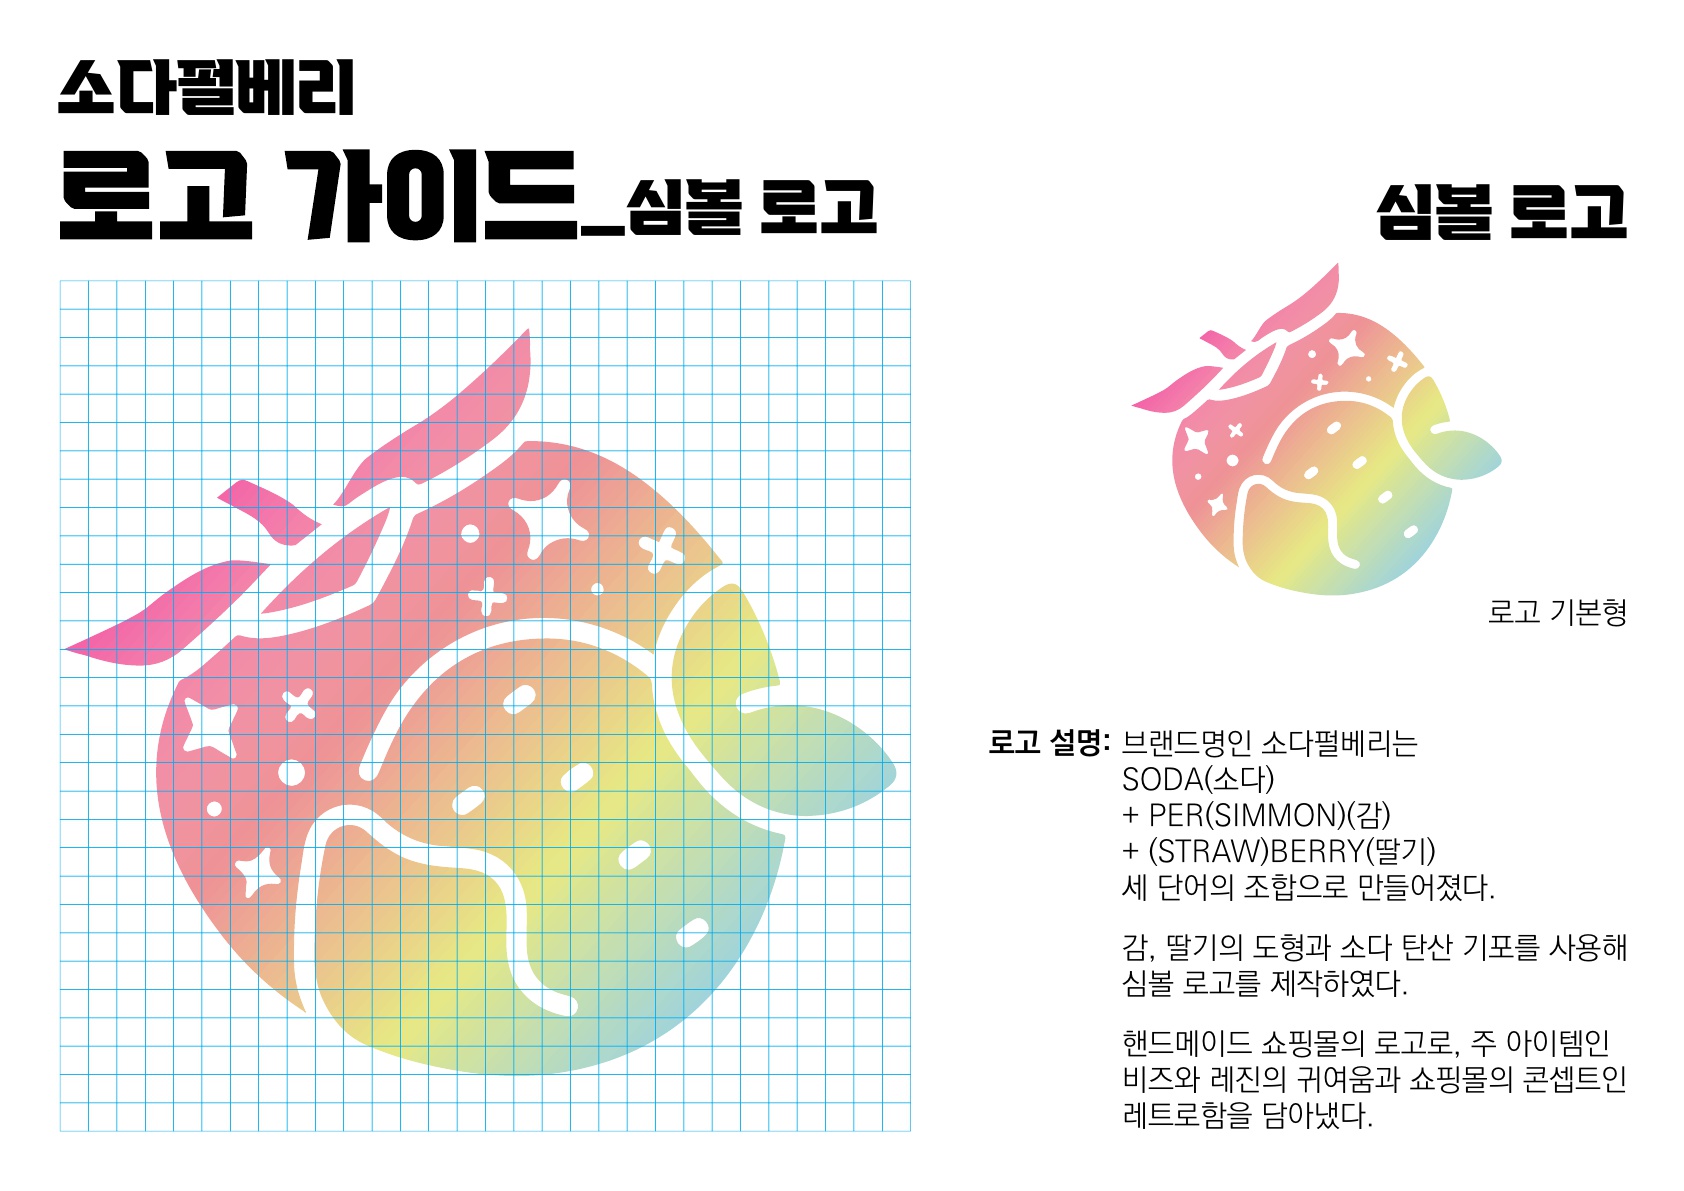 소다펄베리
로고 가이드_심볼 로고
심볼 로고
로고 기본형
로고 설명: 브랜드명인 소다펄베리는
SODA(소다)
+ PER(SIMMON)(감)
+ (STRAW)BERRY(딸기)
세 단어의 조합으로 만들어졌다.
감, 딸기의 도형과 소다 탄산 기포를 사용해
심볼 로고를 제작하였다.
핸드메이드 쇼핑몰의 로고로, 주 아이템인
비즈와 레진의 귀여움과 쇼핑몰의 콘셉트인
레트로함을 담아냈다.